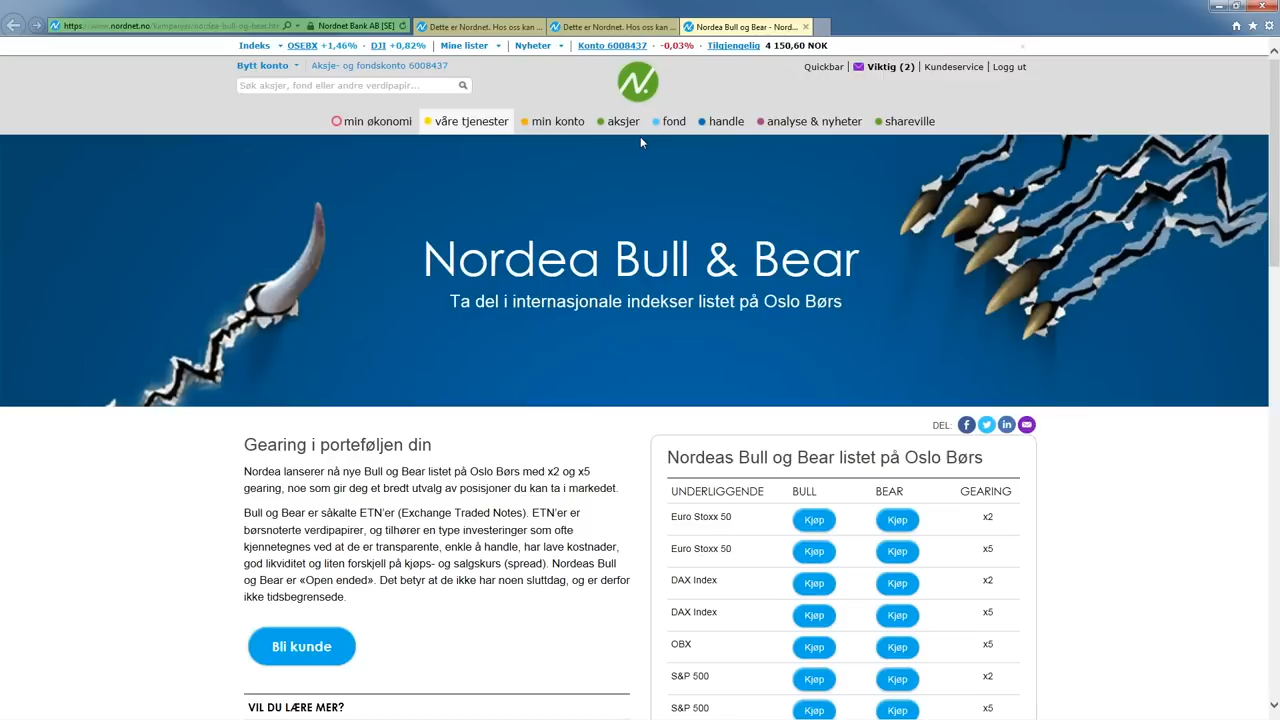 https://www.nordnet.no/kampanjer/nordea-bull-og-bear.htm
Nordnet Bank AB [SE]
Dette er Nordnet. Hos oss kan ...
Dette er Nordnet. Hos oss kan ...
Nordea Bull og Bear - Nord...
Indeks OSEBX +1,46% · DJI +0,82% | Mine lister | Nyheter | Konto 6008437 · -0,03% · Tilgjengelig 4 150,60 NOK
Bytt konto | Aksje- og fondskonto 6008437
Quickbar | Viktig (2) | Kundeservice | Logg ut
Søk aksjer, fond eller andre verdipapir...
N.
min økonomi våre tjenester min konto aksjer fond handle analyse & nyheter shareville
Nordea Bull & Bear
Ta del i internasjonale indekser listet på Oslo Børs
DEL:
Gearing i porteføljen din
Nordea lanserer nå nye Bull og Bear listet på Oslo Børs med x2 og x5
gearing, noe som gir deg et bredt utvalg av posisjoner du kan ta i markedet.
Bull og Bear er såkalte ETN'er (Exchange Traded Notes). ETN'er er
børsnoterte verdipapirer, og tilhører en type investeringer som ofte
kjennetegnes ved at de er transparente, enkle å handle, har lave kostnader,
god likviditet og liten forskjell på kjøps- og salgskurs (spread). Nordeas Bull
og Bear er «Open ended». Det betyr at de ikke har noen sluttdag, og er derfor
ikke tidsbegrensede.
Bli kunde
VIL DU LÆRE MER?
Nordeas Bull og Bear listet på Oslo Børs
UNDERLIGGENDE BULL BEAR GEARING
Euro Stoxx 50 Kjøp Kjøp x2
Euro Stoxx 50 Kjøp Kjøp x5
DAX Index Kjøp Kjøp x2
DAX Index Kjøp Kjøp x5
OBX Kjøp Kjøp x5
S&P 500 Kjøp Kjøp x2
S&P 500 Kjøp Kjøp x5